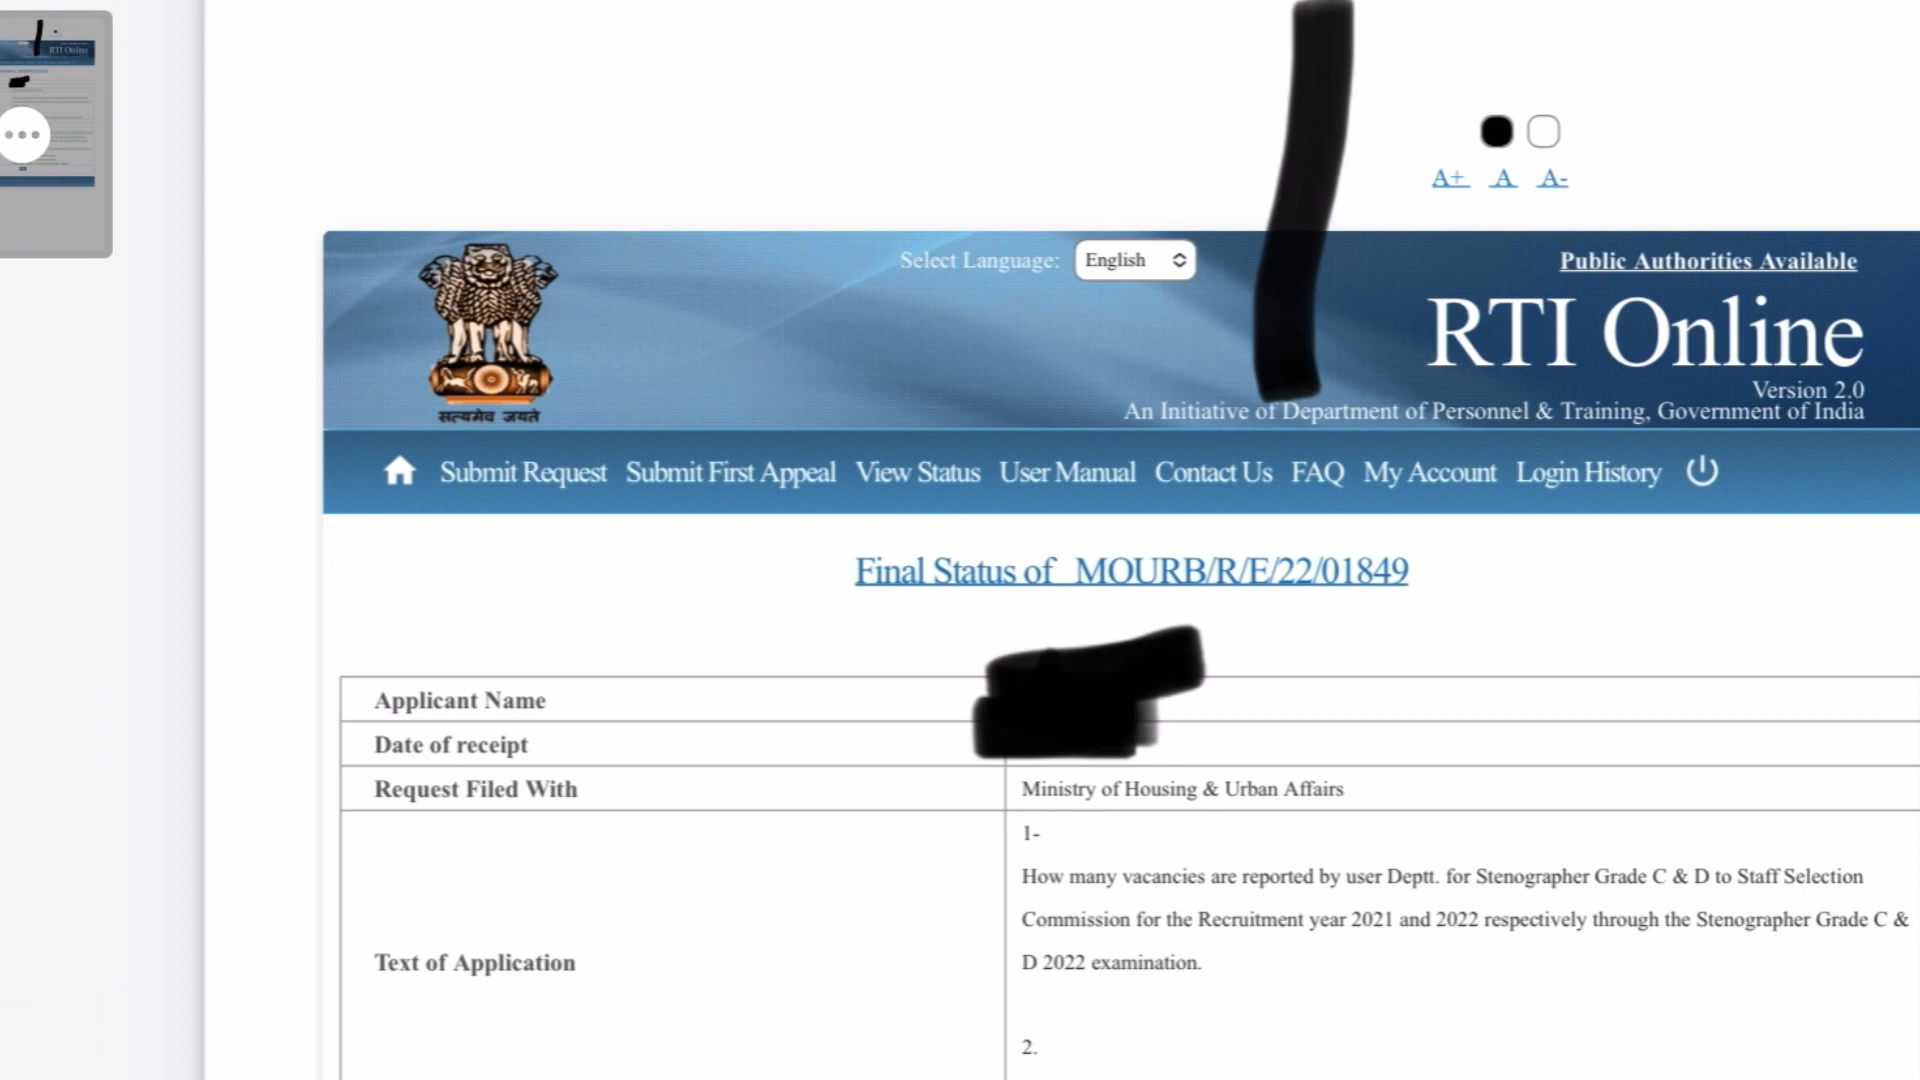 A+ A A-
Select Language: English
Public Authorities Available
RTI Online
Version 2.0
An Initiative of Department of Personnel & Training, Government of India
सत्यमेव जयते
Submit Request Submit First Appeal View Status User Manual Contact Us FAQ My Account Login History
Final Status of MOURB/R/E/22/01849
Applicant Name
Date of receipt
Request Filed With Ministry of Housing & Urban Affairs
Text of Application
1-
How many vacancies are reported by user Deptt. for Stenographer Grade C & D to Staff Selection
Commission for the Recruitment year 2021 and 2022 respectively through the Stenographer Grade C &
D 2022 examination.
2.